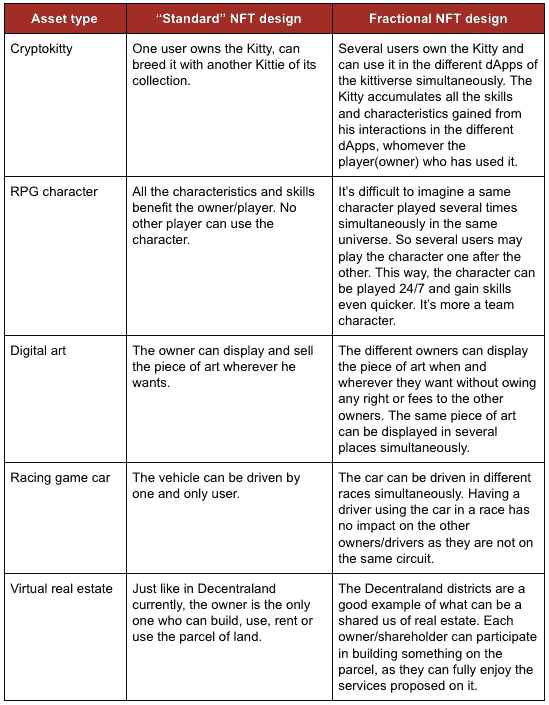 Asset type
“Standard” NFT design
Fractional NFT design
Cryptokitty
One user owns the Kitty, can
breed it with another Kittie of its
collection.
Several users own the Kitty and
can use it in the different dApps of
the kittiverse simultaneously. The
Kitty accumulates all the skills
and characteristics gained from
his interactions in the different
dApps, whomever the
player(owner) who has used it.
RPG character
All the characteristics and skills
benefit the owner/player. No
other player can use the
character.
It’s difficult to imagine a same
character played several times
simultaneously in the same
universe. So several users may
play the character one after the
other. This way, the character can
be played 24/7 and gain skills
even quicker. It’s more a team
character.
Digital art
The owner can display and sell
the piece of art wherever he
wants.
The different owners can display
the piece of art when and
wherever they want without owing
any right or fees to the other
owners. The same piece of art
can be displayed in several
places simultaneously.
Racing game car
The vehicle can be driven by
one and only user.
The car can be driven in different
races simultaneously. Having a
driver using the car in a race has
no impact on the other
owners/drivers as they are not on
the same circuit.
Virtual real estate
Just like in Decentraland
currently, the owner is the only
one who can build, use, rent or
use the parcel of land.
The Decentraland districts are a
good example of what can be a
shared us of real estate. Each
owner/shareholder can participate
in building something on the
parcel, as they can fully enjoy the
services proposed on it.